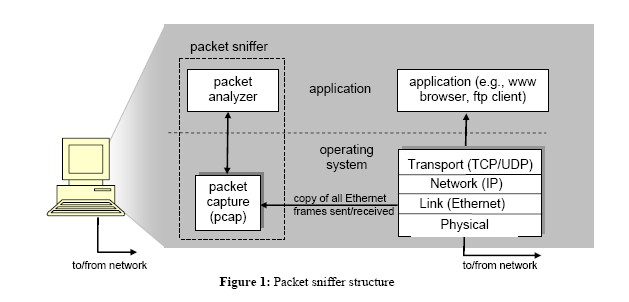 packet sniffer
packet
analyzer
application
application (e.g., www
browser, ftp client)
operating
system
packet
capture
(pcap)
copy of all Ethernet
frames sent/received
Transport (TCP/UDP)
Network (IP)
Link (Ethernet)
Physical
to/from network
to/from network
Figure 1: Packet sniffer structure